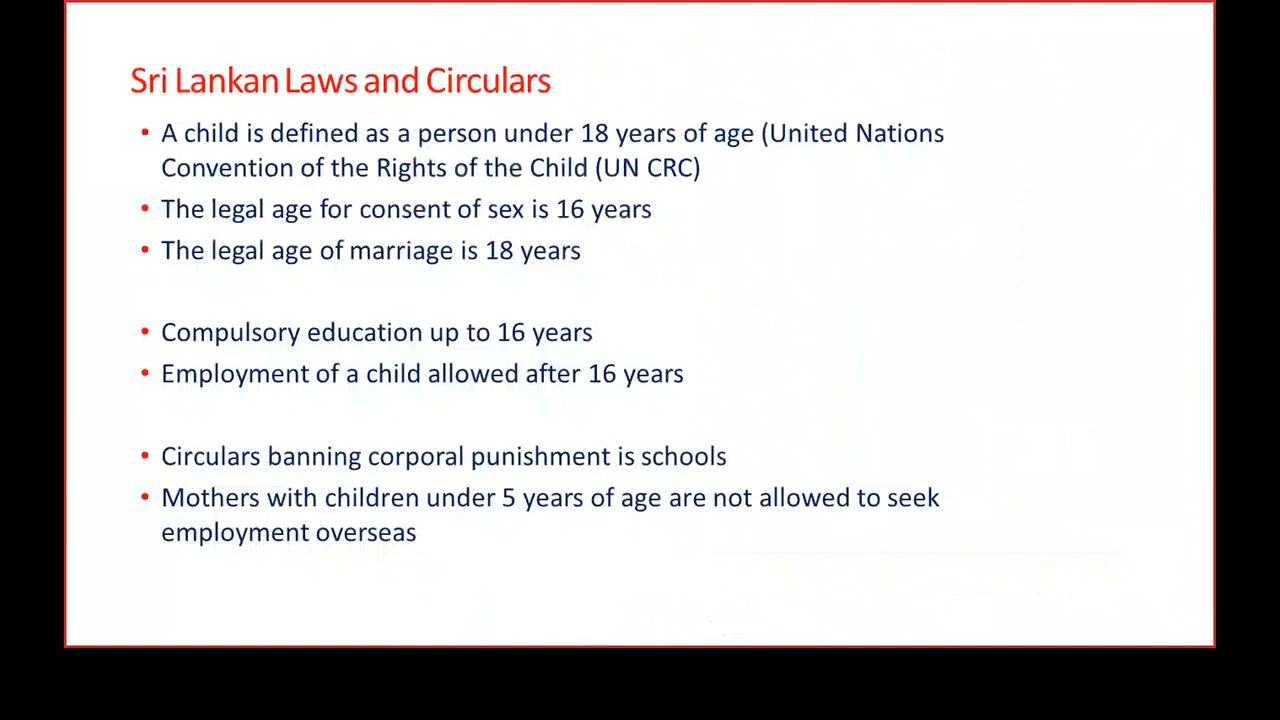 Sri Lankan Laws and Circulars
• A child is defined as a person under 18 years of age (United Nations
Convention of the Rights of the Child (UN CRC)
• The legal age for consent of sex is 16 years
• The legal age of marriage is 18 years
• Compulsory education up to 16 years
• Employment of a child allowed after 16 years
• Circulars banning corporal punishment is schools
• Mothers with children under 5 years of age are not allowed to seek
employment overseas